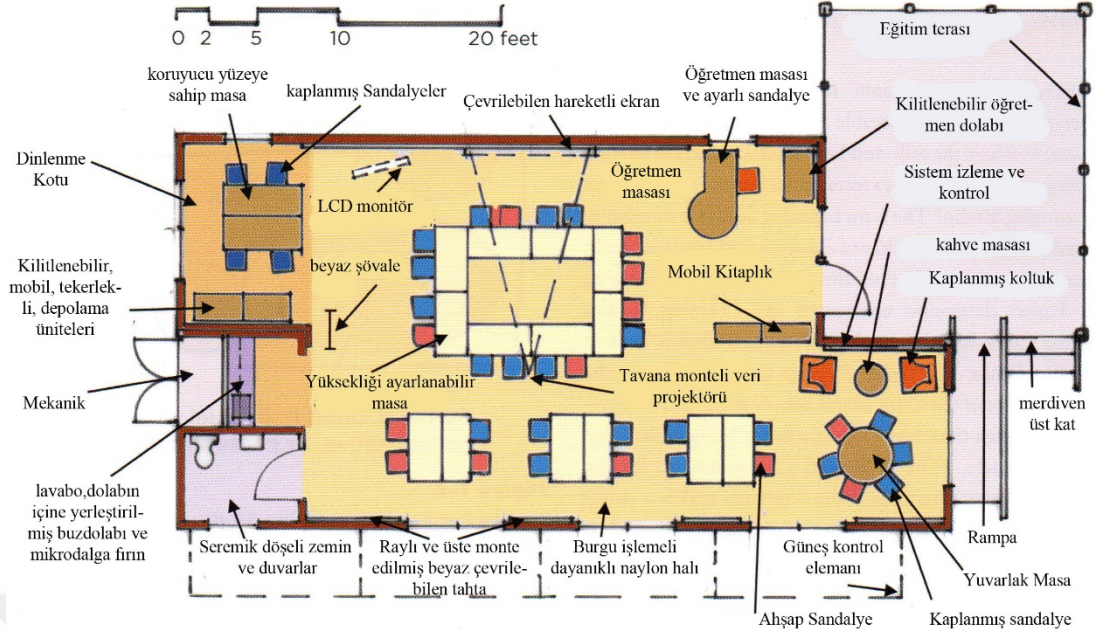 0 2 5 10 20 feet
koruyucu yüzeye
sahip masa
kaplanmış Sandalyeler
Çevrilebilen hareketli ekran
Öğretmen masası
ve ayarlı sandalye
Eğitim terası
Kilitlenebilir öğret-
men dolabı
Dinlenme
Kotu
LCD monitör
Öğretmen
masası
Sistem izleme ve
kontrol
kahve masası
Kaplanmış koltuk
Kilitlenebilir,
mobil, tekerlek-
li, depolama
üniteleri
beyaz şövale
Mobil Kitaplık
Mekanik
Yüksekliği ayarlanabilir
masa
Tavana monteli veri
projektörü
merdiven
üst kat
lavabo,dolabın
içine yerleştiril-
miş buzdolabı ve
mikrodalga fırın
Seremik döşeli zemin
ve duvarlar
Raylı ve üste monte
edilmiş beyaz çevrile-
bilen tahta
Burgu işlemeli
dayanıklı naylon halı
Güneş kontrol
elemanı
Rampa
Yuvarlak Masa
Ahşap Sandalye
Kaplanmış sandalye